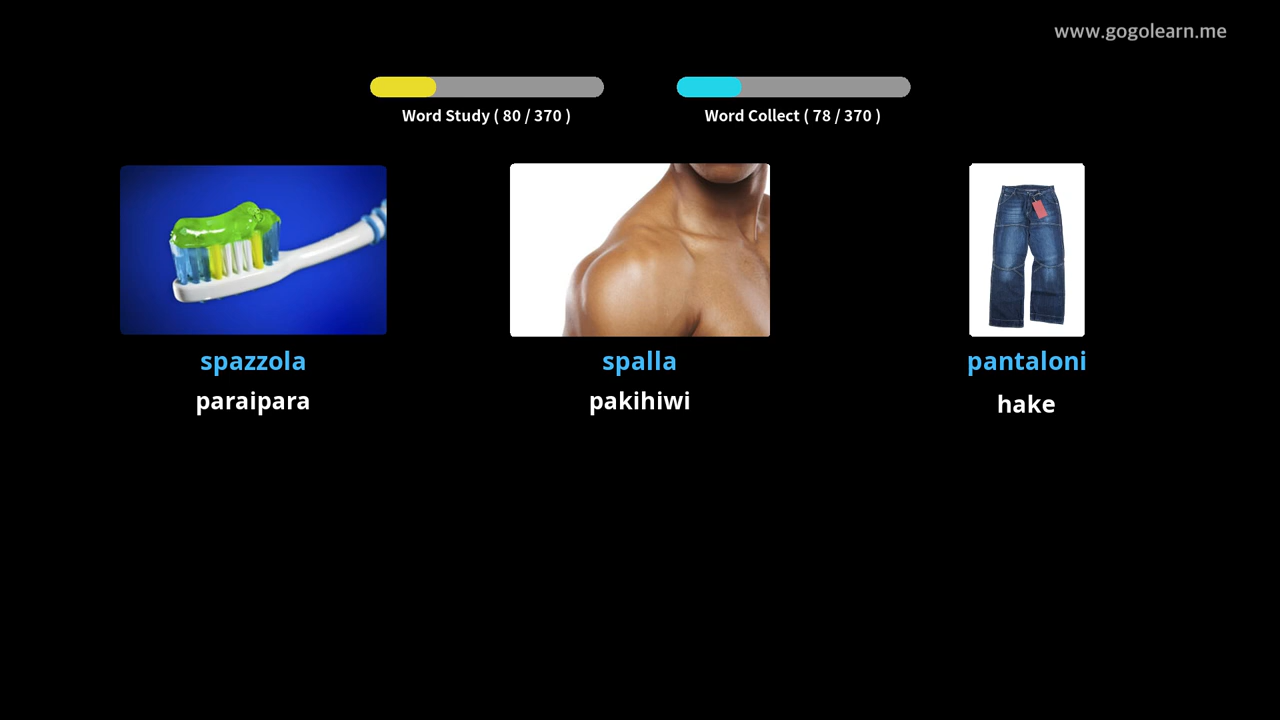 www.gogolearn.me
Word Study ( 80 / 370 )
Word Collect ( 78 / 370 )
spazzola
paraipara
spalla
pakihiwi
pantaloni
hake